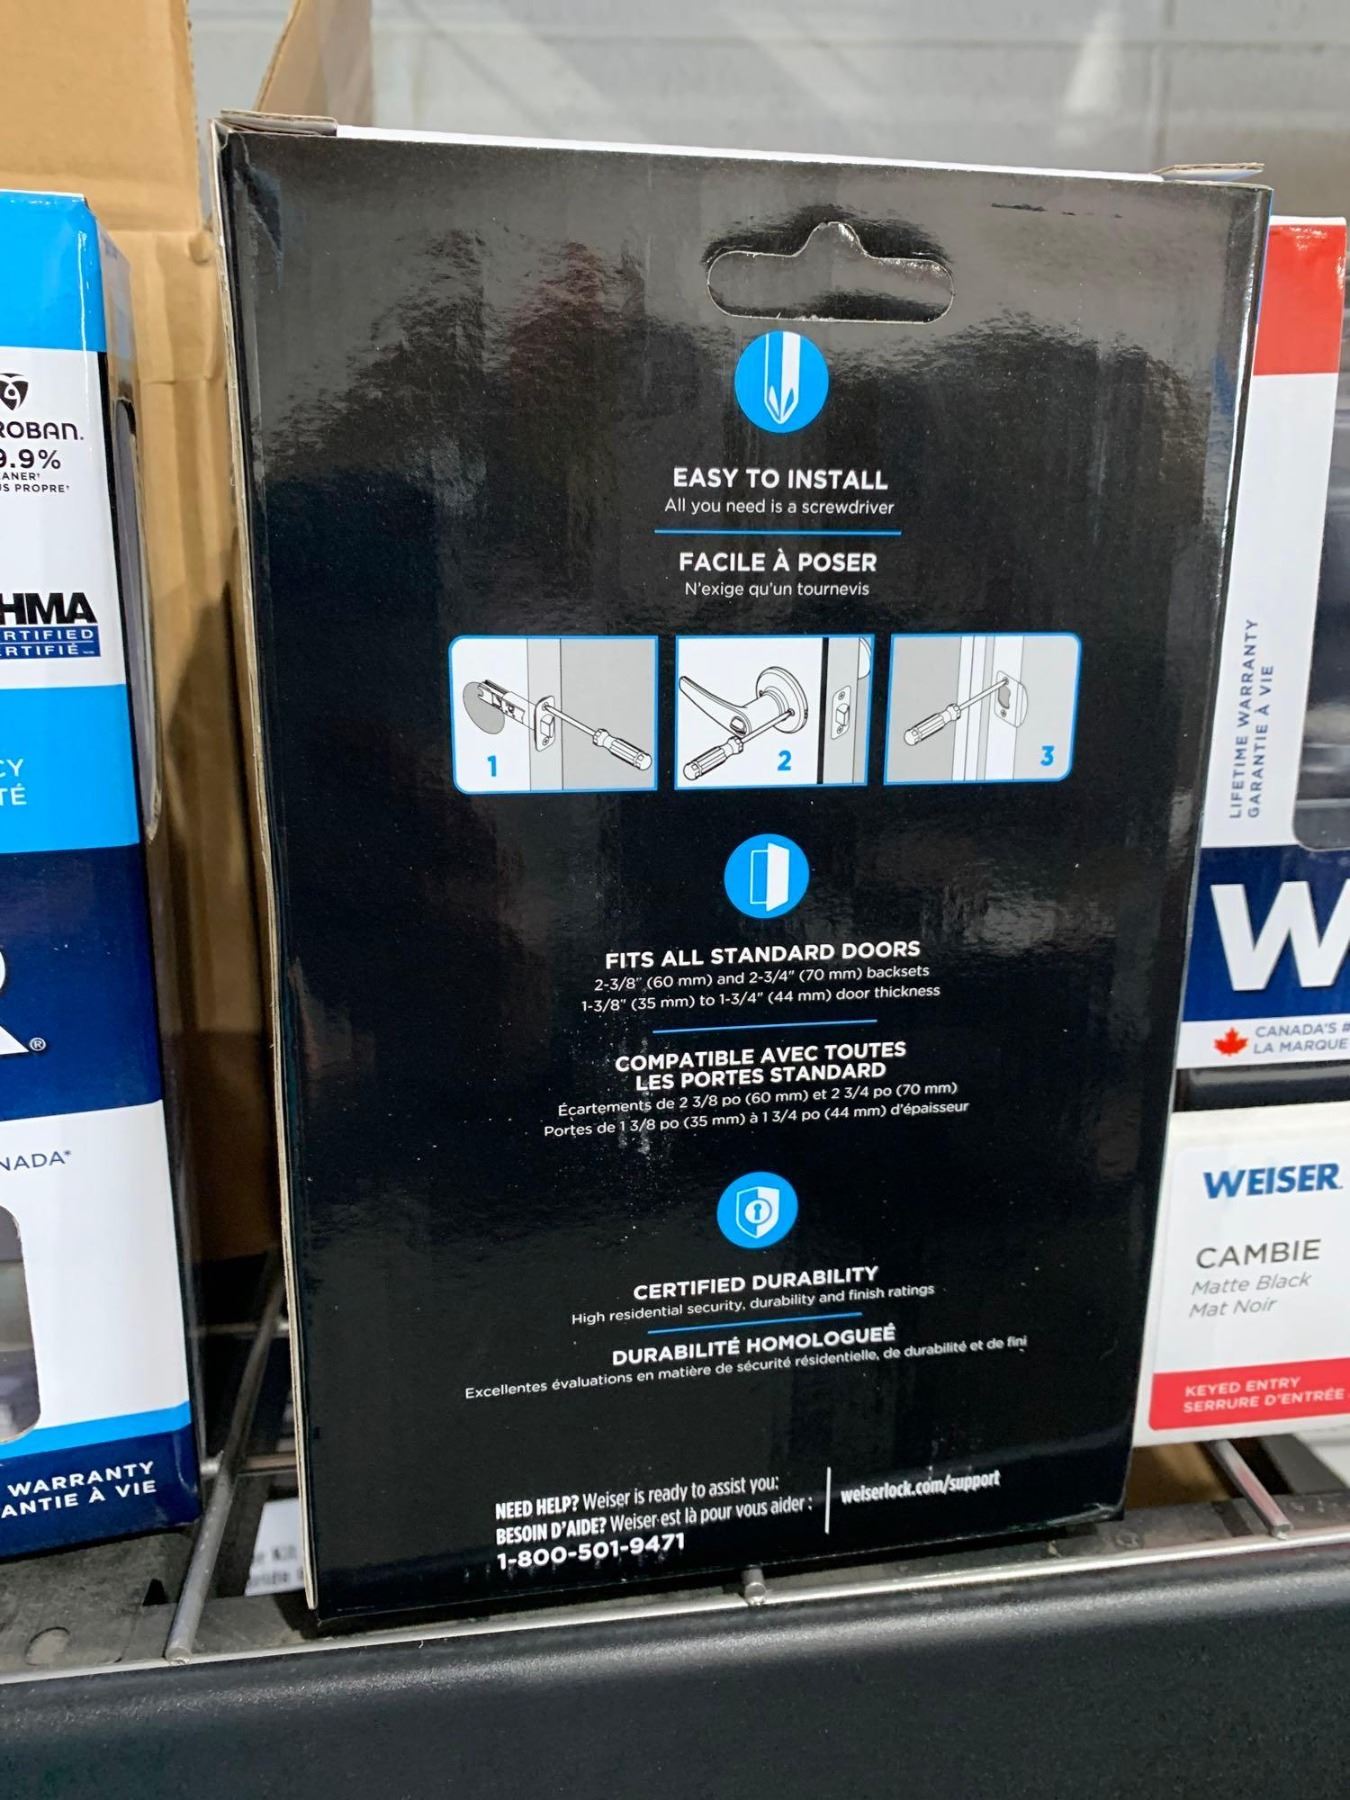 9.9%
S PROPRE†
HMA
RTIFIED
®
NADA*
WARRANTY
ANTIE À VIE
EASY TO INSTALL
All you need is a screwdriver
FACILE À POSER
N'exige qu'un tournevis
1
2
3
FITS ALL STANDARD DOORS
2-3/8" (60 mm) and 2-3/4" (70 mm) backsets
1-3/8" (35 mm) to 1-3/4" (44 mm) door thickness
COMPATIBLE AVEC TOUTES
LES PORTES STANDARD
Écartements de 2 3/8 po (60 mm) et 2 3/4 po (70 mm)
Portes de 1 3/8 po (35 mm) à 1 3/4 po (44 mm) d'épaisseur
CERTIFIED DURABILITY
High residential security, durability and finish ratings
DURABILITÉ HOMOLOGUEÉ
Excellentes évaluations en matière de sécurité résidentielle, de durabilité et de fini
NEED HELP? Weiser is ready to assist you:
BESOIN D'AIDE? Weiser est là pour vous aider :
1-800-501-9471
weiserlock.com/support
LIFETIME WARRANTY
GARANTIE À VIE
W
CANADA'S #
LA MARQUE
WEISER
CAMBIE
Matte Black
Mat Noir
KEYED ENTRY
SERRURE D'ENTRÉE